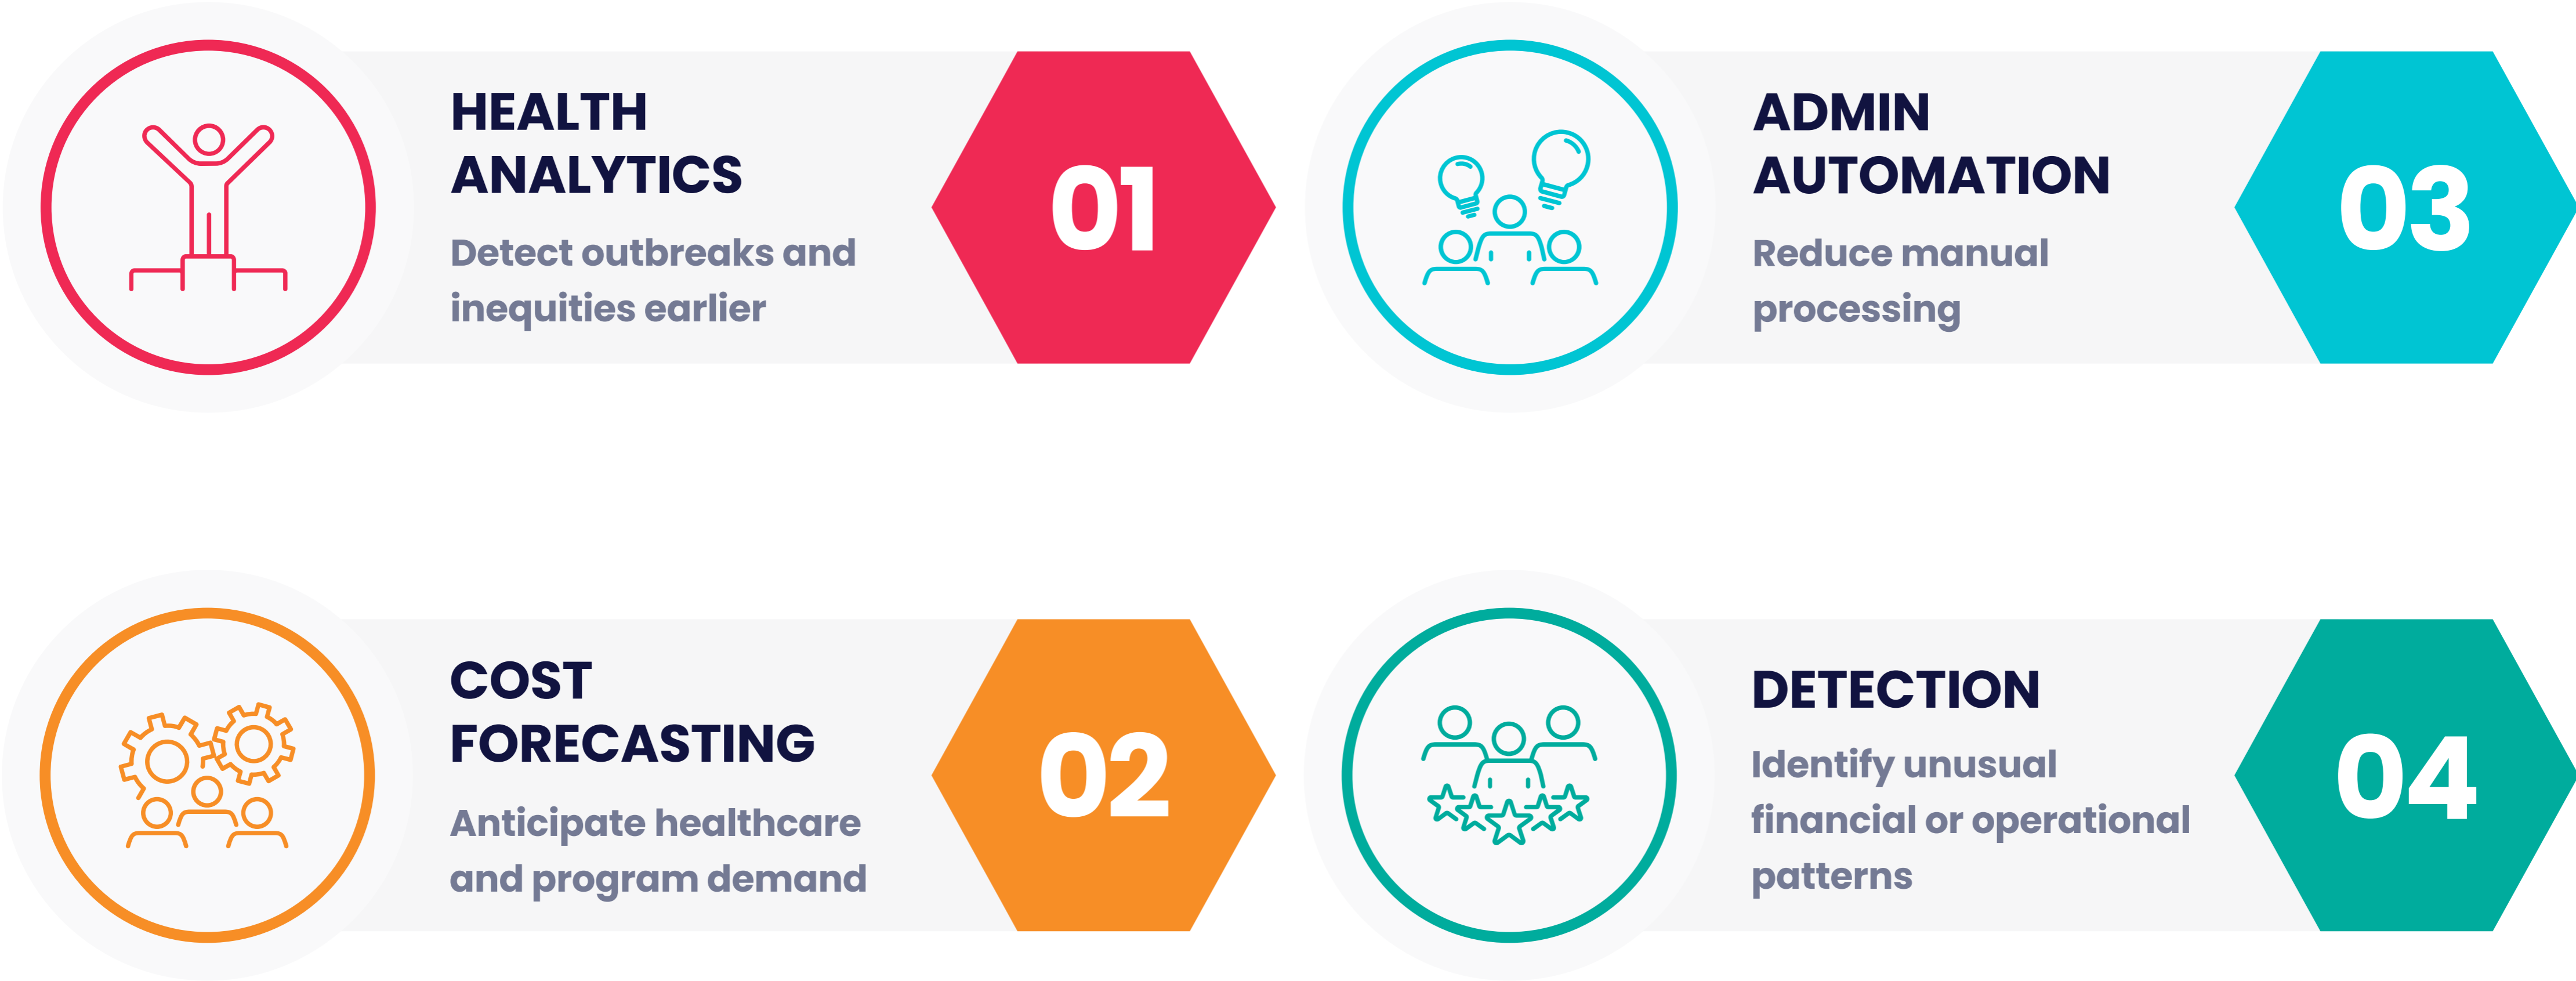 HEALTH
ANALYTICS
Detect outbreaks and
inequities earlier
01
COST
FORECASTING
Anticipate healthcare
and program demand
02
ADMIN
AUTOMATION
Reduce manual
processing
03
DETECTION
Identify unusual
financial or operational
patterns
04